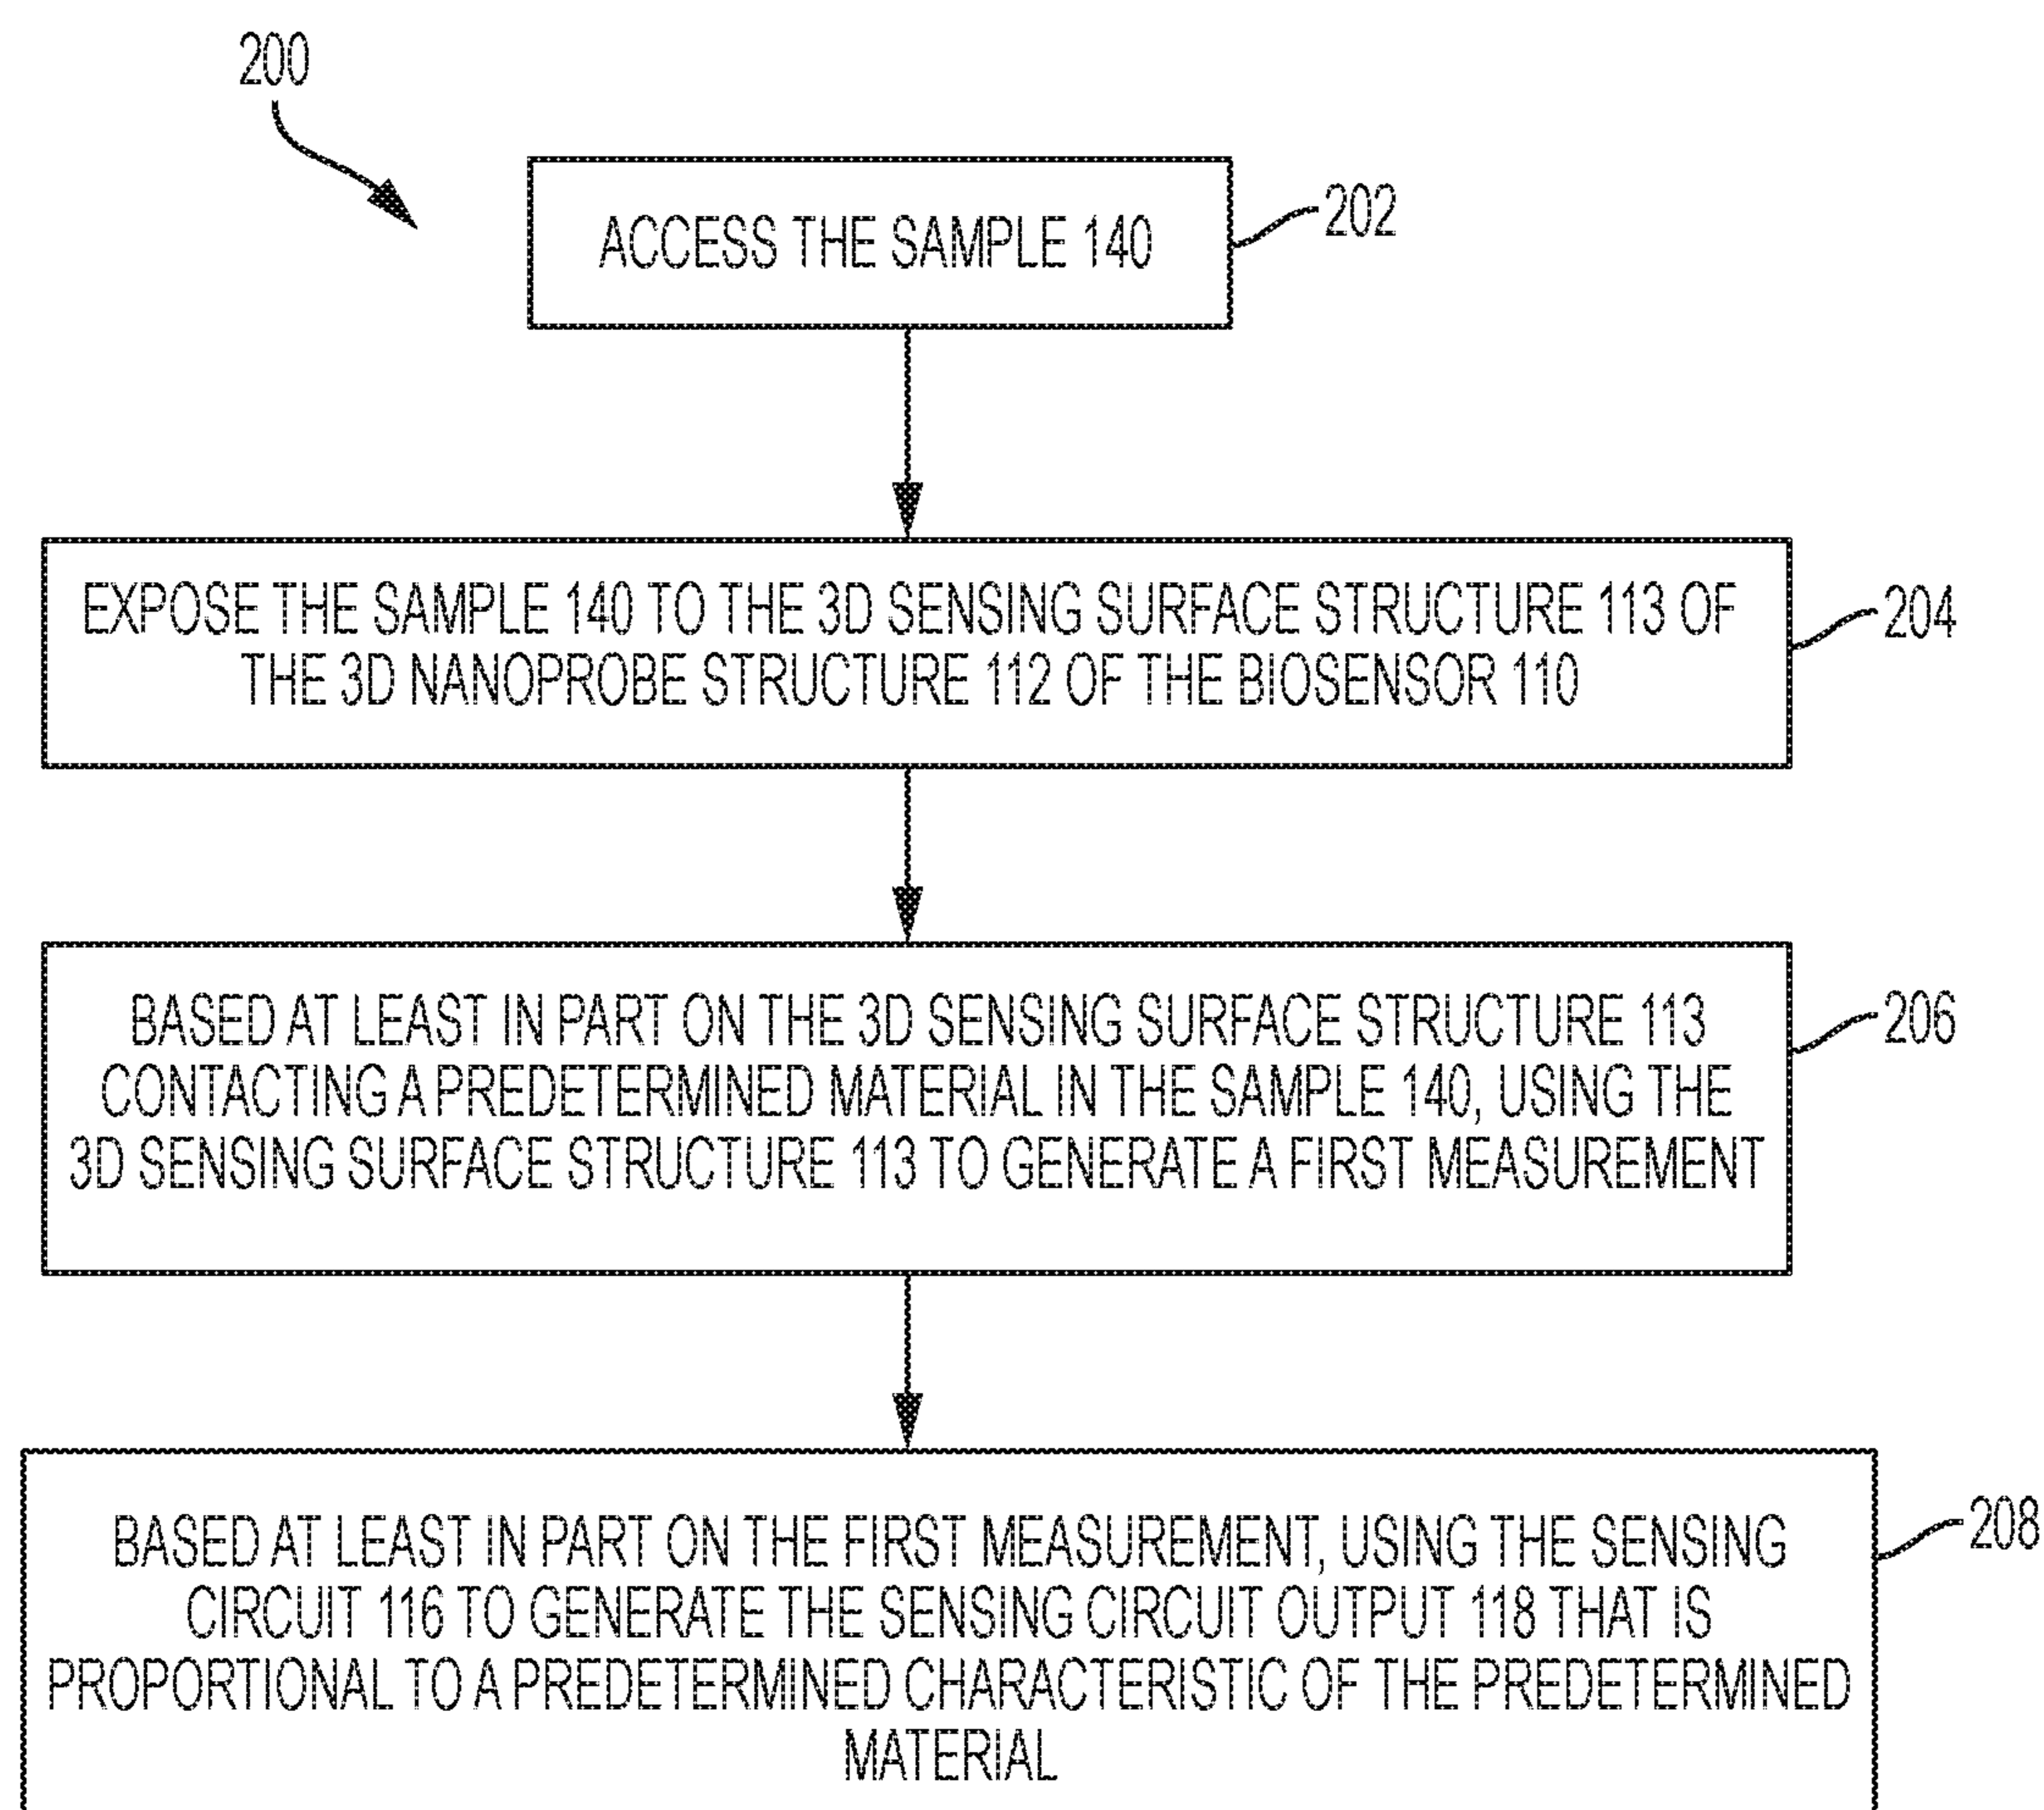 200
ACCESS THE SAMPLE 140
202
EXPOSE THE SAMPLE 140 TO THE 3D SENSING SURFACE STRUCTURE 113 OF
THE 3D NANOPROBE STRUCTURE 112 OF THE BIOSENSOR 110
204
BASED AT LEAST IN PART ON THE 3D SENSING SURFACE STRUCTURE 113
CONTACTING A PREDETERMINED MATERIAL IN THE SAMPLE 140, USING THE
3D SENSING SURFACE STRUCTURE 113 TO GENERATE A FIRST MEASUREMENT
206
BASED AT LEAST IN PART ON THE FIRST MEASUREMENT, USING THE SENSING
CIRCUIT 116 TO GENERATE THE SENSING CIRCUIT OUTPUT 118 THAT IS
PROPORTIONAL TO A PREDETERMINED CHARACTERISTIC OF THE PREDETERMINED
MATERIAL
208